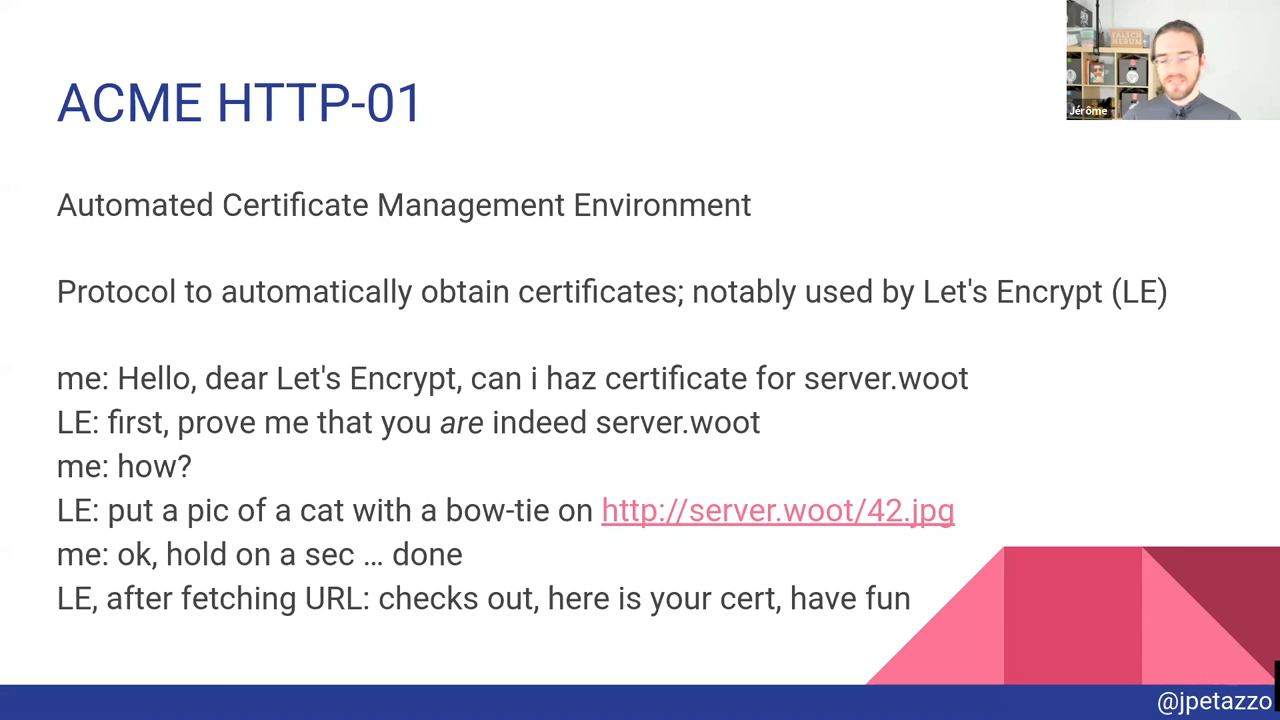 ACME HTTP-01
FALSCH
HERUM
Jérôme
Automated Certificate Management Environment
Protocol to automatically obtain certificates; notably used by Let's Encrypt (LE)
me: Hello, dear Let's Encrypt, can i haz certificate for server.woot
LE: first, prove me that you are indeed server.woot
me: how?
LE: put a pic of a cat with a bow-tie on http://server.woot/42.jpg
me: ok, hold on a sec … done
LE, after fetching URL: checks out, here is your cert, have fun
@jpetazzo